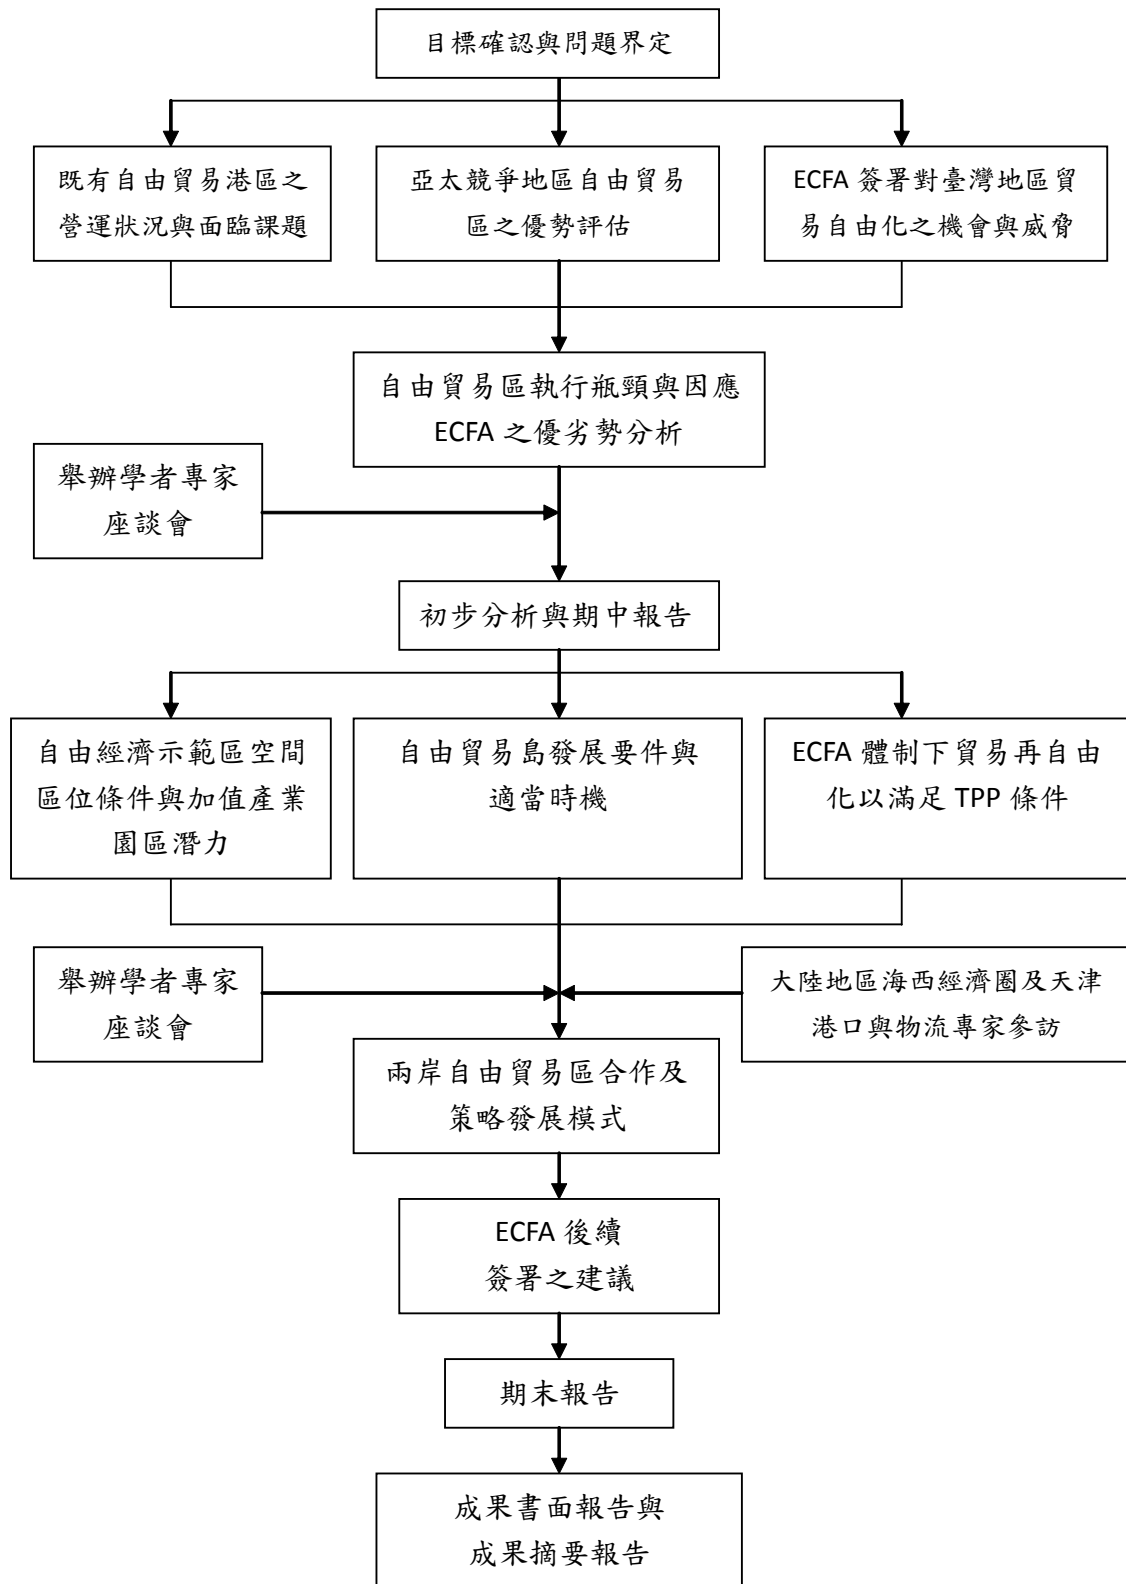 目標確認與問題界定
既有自由貿易港區之
營運狀況與面臨課題
亞太競爭地區自由貿易
區之優勢評估
ECFA 簽署對臺灣地區貿
易自由化之機會與威脅
自由貿易區執行瓶頸與因應
ECFA 之優劣勢分析
舉辦學者專家
座談會
初步分析與期中報告
自由經濟示範區空間
區位條件與加值產業
園區潛力
自由貿易島發展要件與
適當時機
ECFA 體制下貿易再自由
化以滿足 TPP 條件
舉辦學者專家
座談會
大陸地區海西經濟圈及天津
港口與物流專家參訪
兩岸自由貿易區合作及
策略發展模式
ECFA 後續
簽署之建議
期末報告
成果書面報告與
成果摘要報告